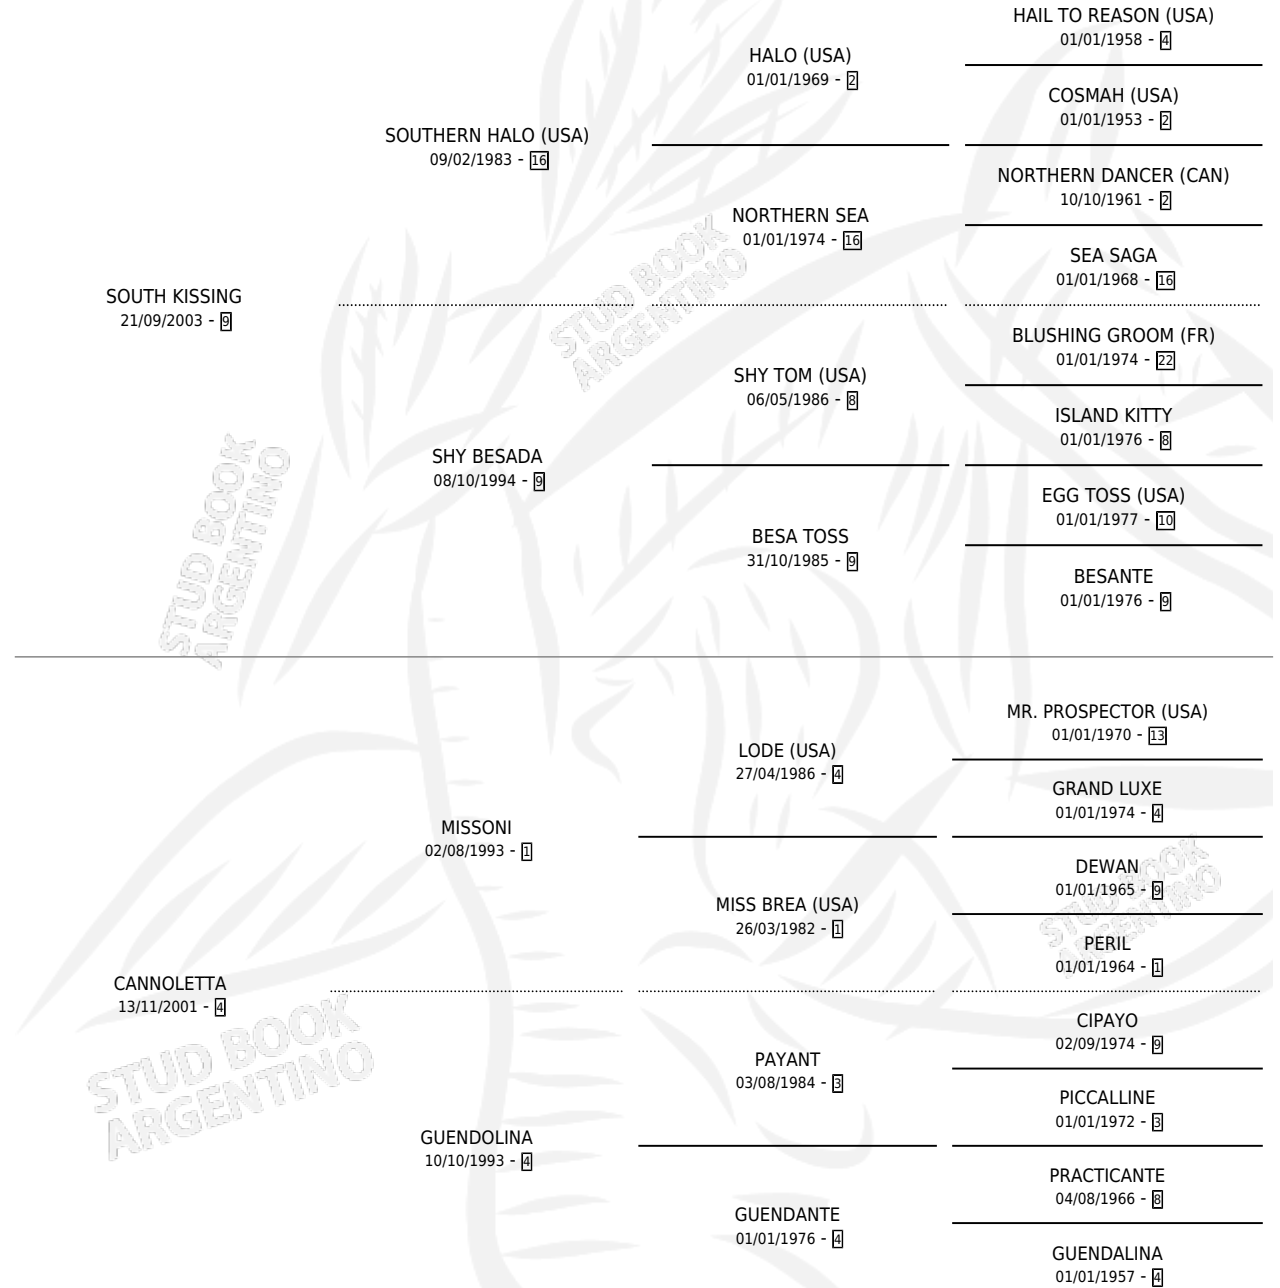 HAIL TO REASON (USA)
01/01/1958 - 4
HALO (USA)
01/01/1969 - 2
COSMAH (USA)
01/01/1953 - 2
SOUTHERN HALO (USA)
09/02/1983 - 16
NORTHERN DANCER (CAN)
10/10/1961 - 2
NORTHERN SEA
01/01/1974 - 16
SEA SAGA
01/01/1968 - 16
SOUTH KISSING
21/09/2003 - 9
STUD BOOK
ARGENTINO
BLUSHING GROOM (FR)
01/01/1974 - 22
SHY TOM (USA)
06/05/1986 - 8
ISLAND KITTY
01/01/1976 - 8
SHY BESADA
08/10/1994 - 9
EGG TOSS (USA)
01/01/1977 - 10
BESA TOSS
31/10/1985 - 9
BESANTE
01/01/1976 - 9
STUD BOOK
ARGENTINO
MR. PROSPECTOR (USA)
01/01/1970 - 13
LODE (USA)
27/04/1986 - 4
GRAND LUXE
01/01/1974 - 4
MISSONI
02/08/1993 - 1
DEWAN
01/01/1965 - 9
MISS BREA (USA)
26/03/1982 - 1
STUD BOOK
ARGENTINO
PERIL
01/01/1964 - 1
CANNOLETTA
13/11/2001 - 4
CIPAYO
02/09/1974 - 9
PAYANT
03/08/1984 - 3
PICCALLINE
01/01/1972 - 3
STUD BOOK
ARGENTINO
GUENDOLINA
10/10/1993 - 4
PRACTICANTE
04/08/1966 - 8
GUENDANTE
01/01/1976 - 4
GUENDALINA
01/01/1957 - 4